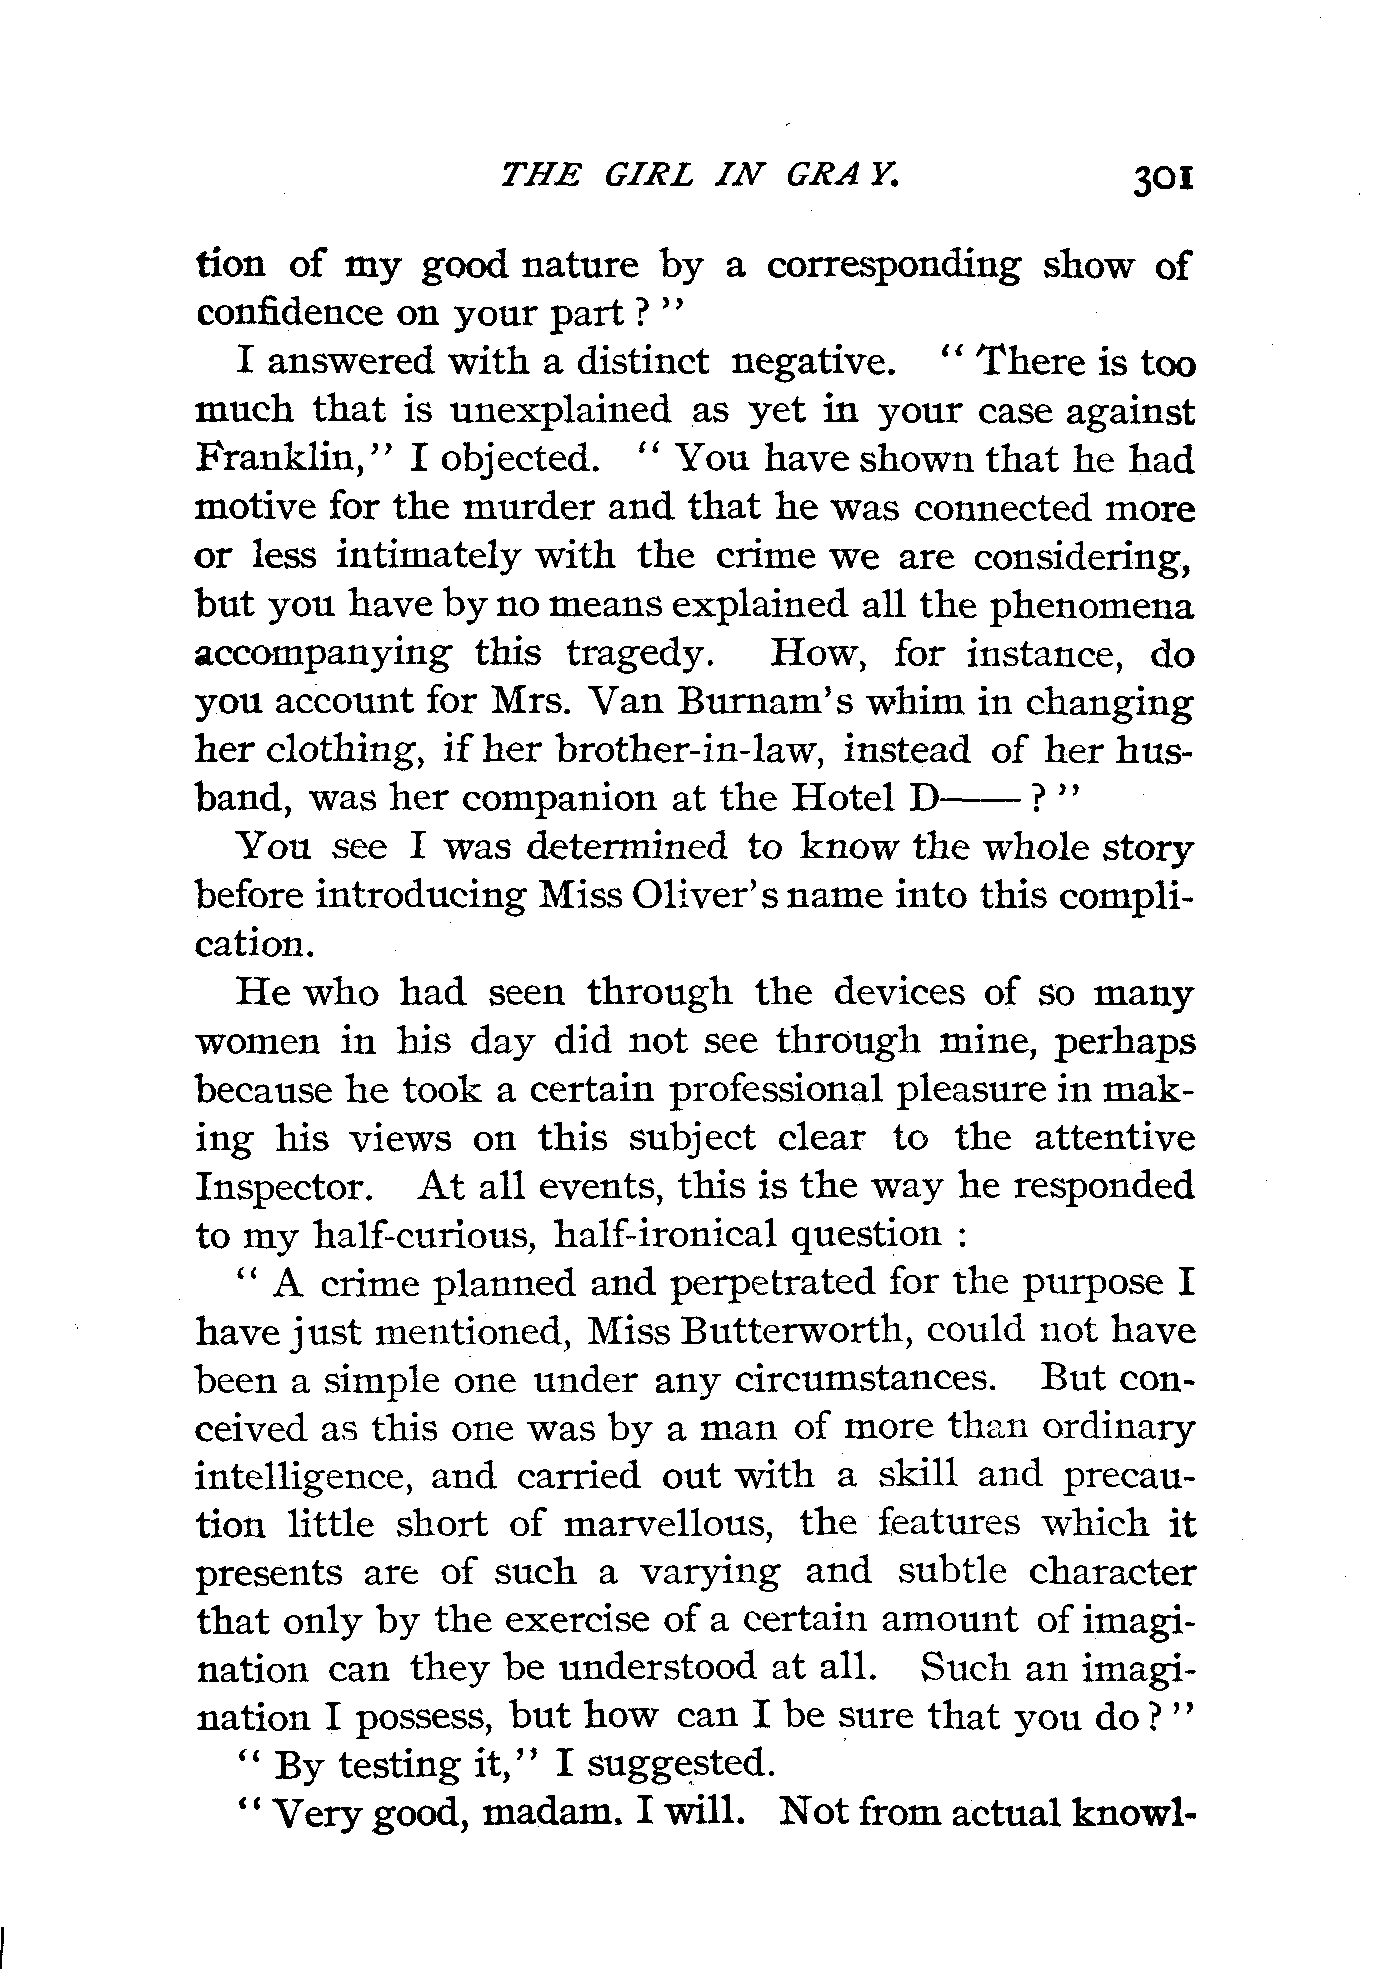 THE GIRL IN GRAY. 301
tion of my good nature by a corresponding show of
confidence on your part ? "
I answered with a distinct negative. " There is too
much that is unexplained as yet in your case against
Franklin," I objected. " You have shown that he had
motive for the murder and that he was connected more
or less intimately with the crime we are considering,
but you have by no means explained all the phenomena
accompanying this tragedy. How, for instance, do
you account for Mrs. Van Burnam's whim in changing
her clothing, if her brother-in-law, instead of her hus-
band, was her companion at the Hotel D—— ? "
You see I was determined to know the whole story
before introducing Miss Oliver's name into this compli-
cation.
He who had seen through the devices of so many
women in his day did not see through mine, perhaps
because he took a certain professional pleasure in mak-
ing his views on this subject clear to the attentive
Inspector. At all events, this is the way he responded
to my half-curious, half-ironical question :
" A crime planned and perpetrated for the purpose I
have just mentioned, Miss Butterworth, could not have
been a simple one under any circumstances. But con-
ceived as this one was by a man of more than ordinary
intelligence, and carried out with a skill and precau-
tion little short of marvellous, the features which it
presents are of such a varying and subtle character
that only by the exercise of a certain amount of imagi-
nation can they be understood at all. Such an imagi-
nation I possess, but how can I be sure that you do ? "
" By testing it," I suggested.
" Very good, madam. I will. Not from actual knowl-